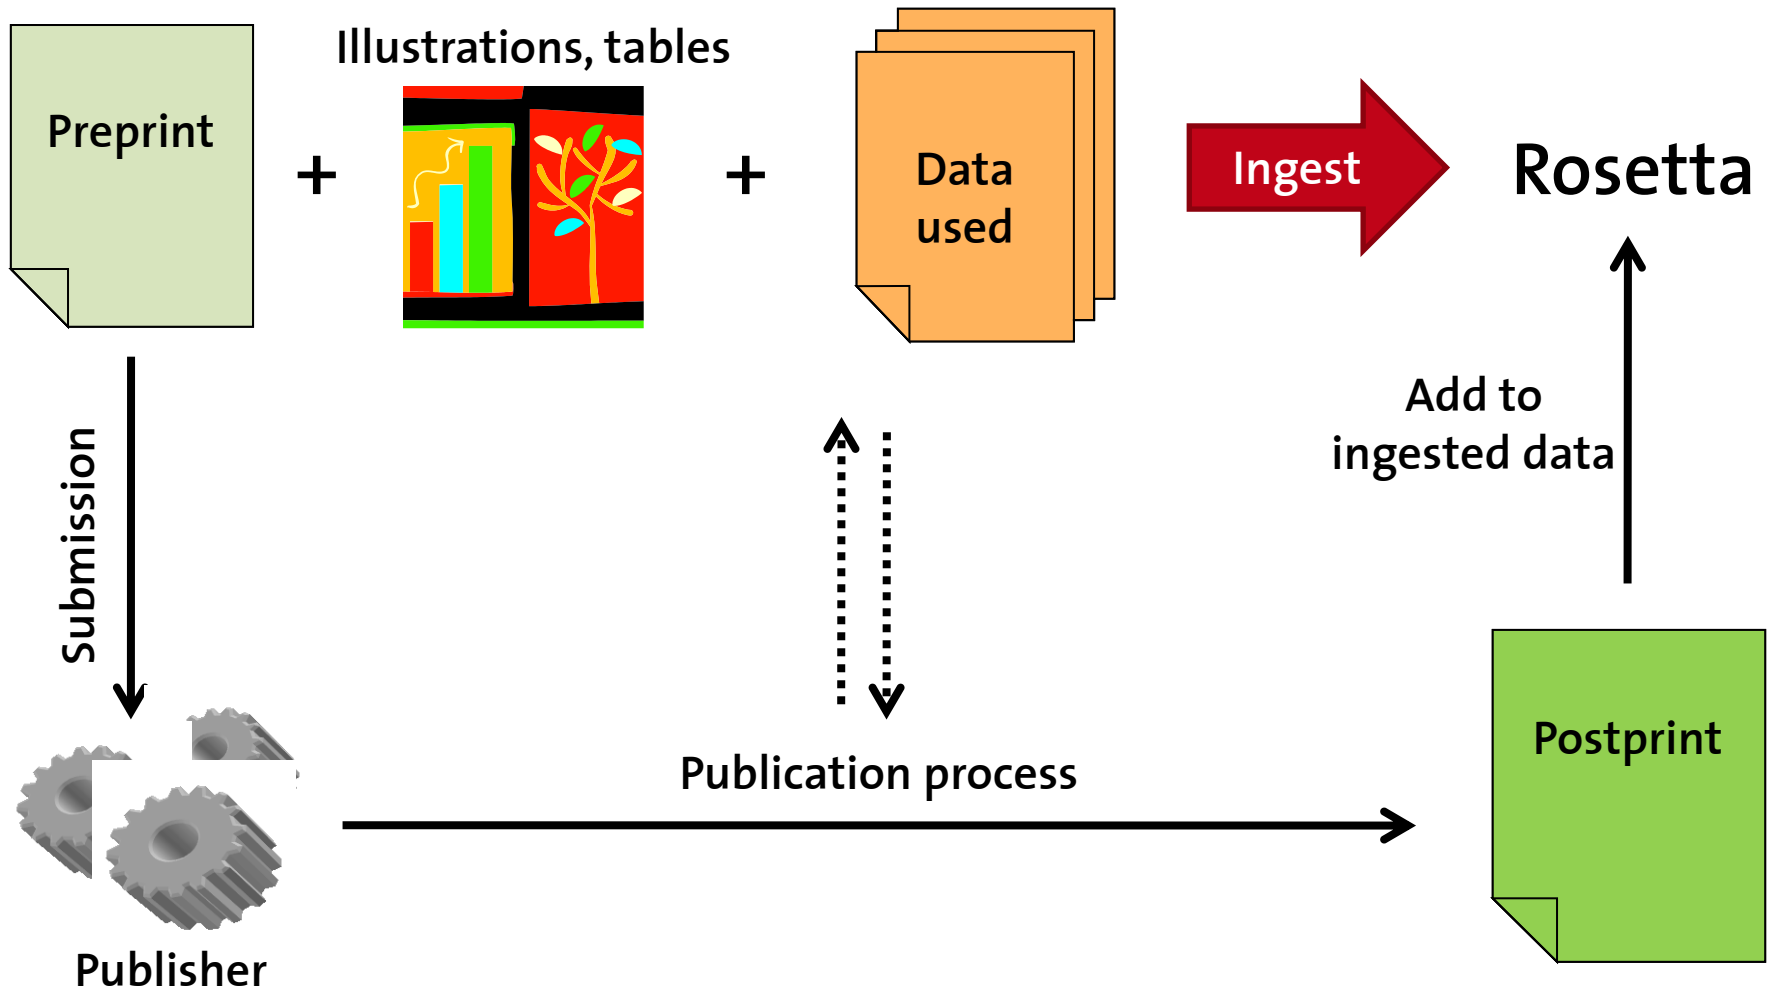 Illustrations, tables
Preprint
+
+
Data
used
Ingest
Rosetta
Submission
Add to
ingested data
Publication process
Postprint
Publisher